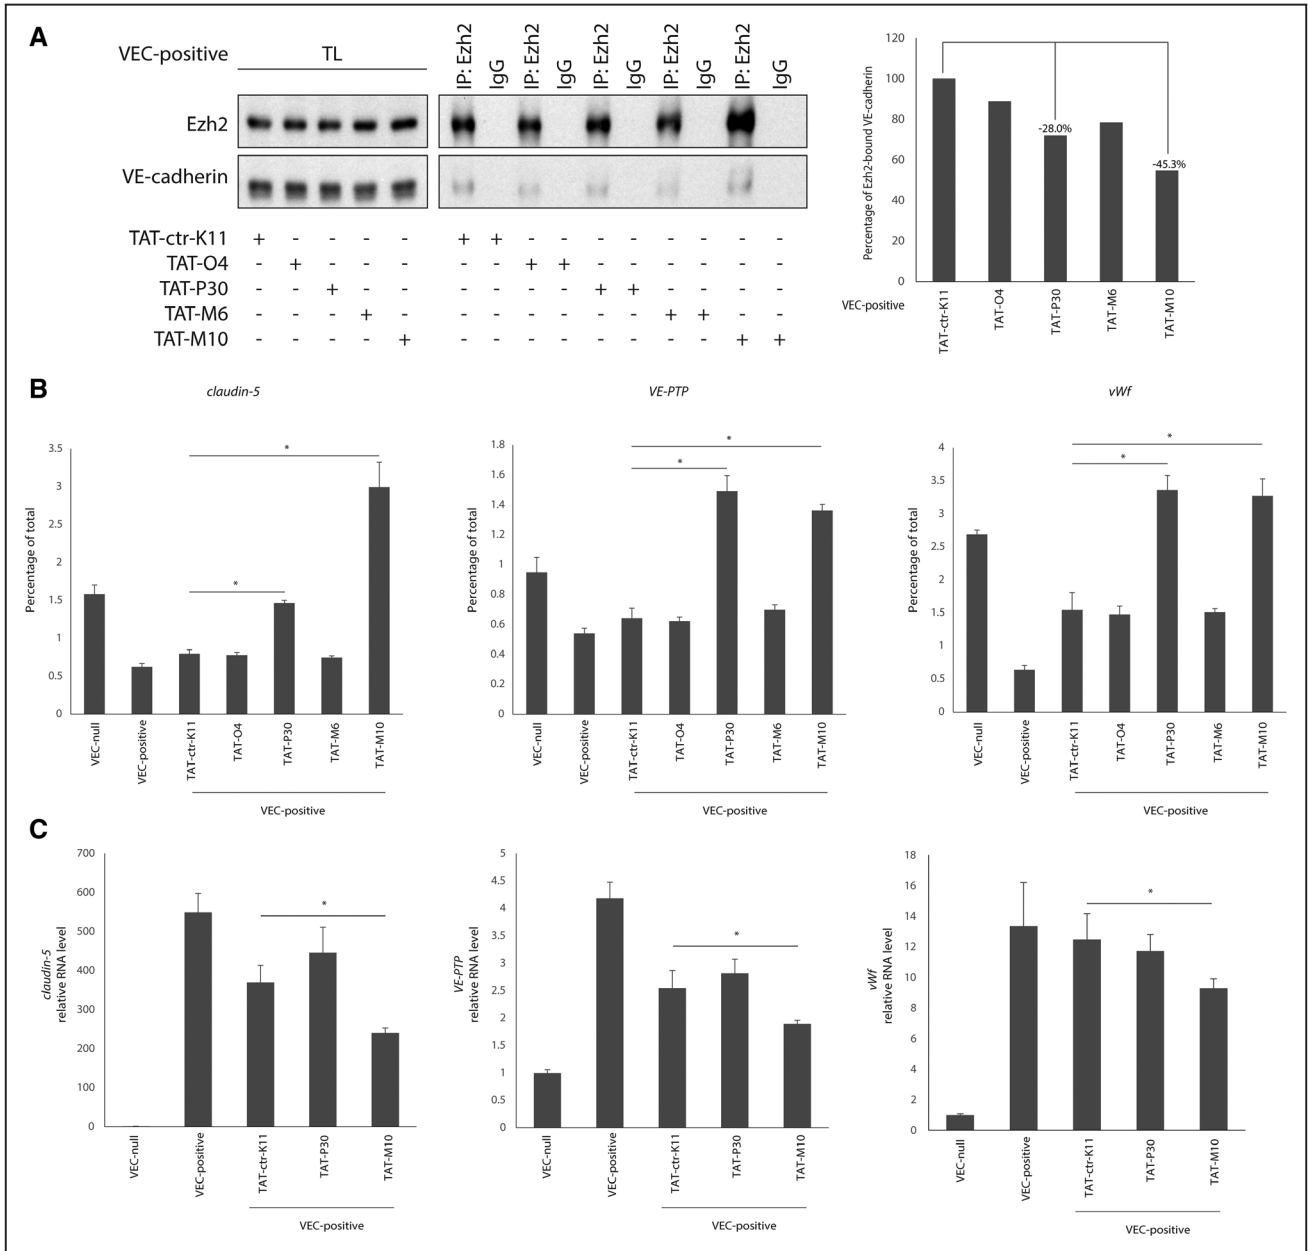 A
VEC-positive
TL
IP: Ezh2
IgG
IP: Ezh2
IgG
IP: Ezh2
IgG
IP: Ezh2
IgG
IP: Ezh2
IgG
Ezh2
VE-cadherin
TAT-ctr-K11 + - - - - + + - - - - - - - -
TAT-O4 - + - - - - - + + - - - - - -
TAT-P30 - - + - - - - - - + + - - - -
TAT-M6 - - - + - - - - - - - + + - -
TAT-M10 - - - - + - - - - - - - - + +
Percentage of Ezh2-bound VE-cadherin
120
100
80
60
40
20
0
-28.0%
-45.3%
VEC-positive
TAT-ctr-K11
TAT-O4
TAT-P30
TAT-M6
TAT-M10
B
claudin-5
Percentage of total
3.5
3
2.5
2
1.5
1
0.5
0
*
*
VEC-null
VEC-positive
TAT-ctr-K11
TAT-O4
TAT-P30
TAT-M6
TAT-M10
VEC-positive
VE-PTP
Percentage of total
1.8
1.6
1.4
1.2
1
0.8
0.6
0.4
0.2
0
*
*
VEC-null
VEC-positive
TAT-ctr-K11
TAT-O4
TAT-P30
TAT-M6
TAT-M10
VEC-positive
vWf
Percentage of total
4
3.5
3
2.5
2
1.5
1
0.5
0
*
*
VEC-null
VEC-positive
TAT-ctr-K11
TAT-O4
TAT-P30
TAT-M6
TAT-M10
VEC-positive
C
claudin-5
relative RNA level
700
600
500
400
300
200
100
0
*
VEC-null
VEC-positive
TAT-ctr-K11
TAT-P30
TAT-M10
VEC-positive
VE-PTP
relative RNA level
5
4.5
4
3.5
3
2.5
2
1.5
1
0.5
0
*
VEC-null
VEC-positive
TAT-ctr-K11
TAT-P30
TAT-M10
VEC-positive
vWf
relative RNA level
18
16
14
12
10
8
6
4
2
0
*
VEC-null
VEC-positive
TAT-ctr-K11
TAT-P30
TAT-M10
VEC-positive